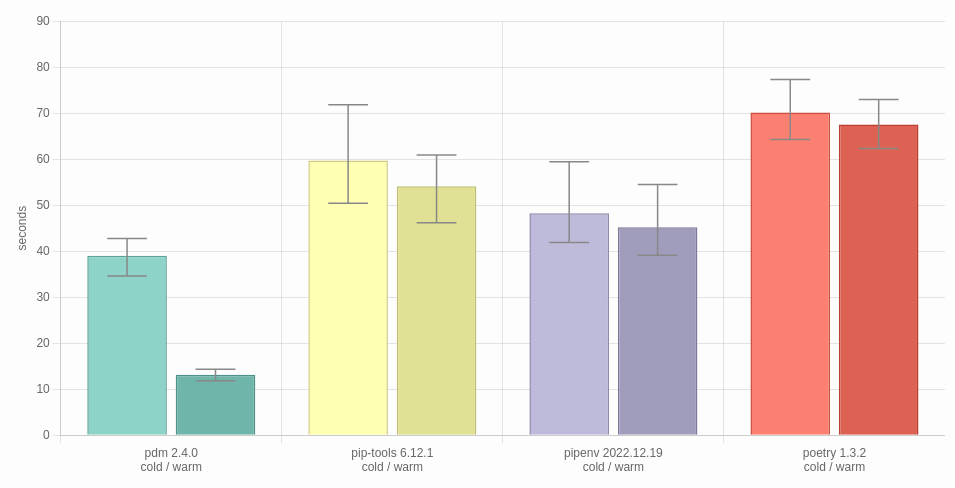 90
80
70
60
50
40
30
20
10
0
seconds
pdm 2.4.0
cold / warm
pip-tools 6.12.1
cold / warm
pipenv 2022.12.19
cold / warm
poetry 1.3.2
cold / warm